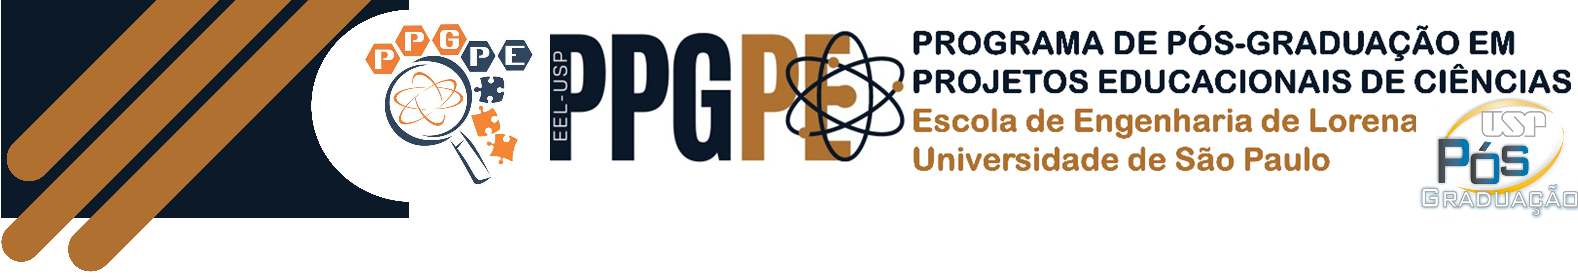 PPGPE
EEL-USP
PPGPE
PROGRAMA DE PÓS-GRADUAÇÃO EM
PROJETOS EDUCACIONAIS DE CIÊNCIAS
Escola de Engenharia de Lorena
Universidade de São Paulo
USP
Pós
GRADUAÇÃO